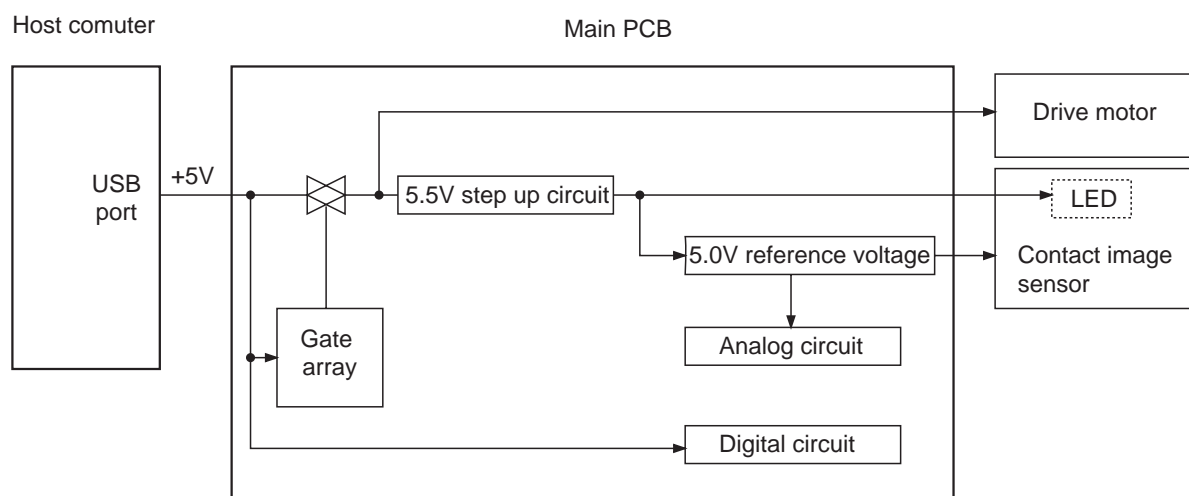 Host comuter
Main PCB
Drive motor
USB
port
+5V
5.5V step up circuit
LED
5.0V reference voltage
Contact image
sensor
Gate
array
Analog circuit
Digital circuit